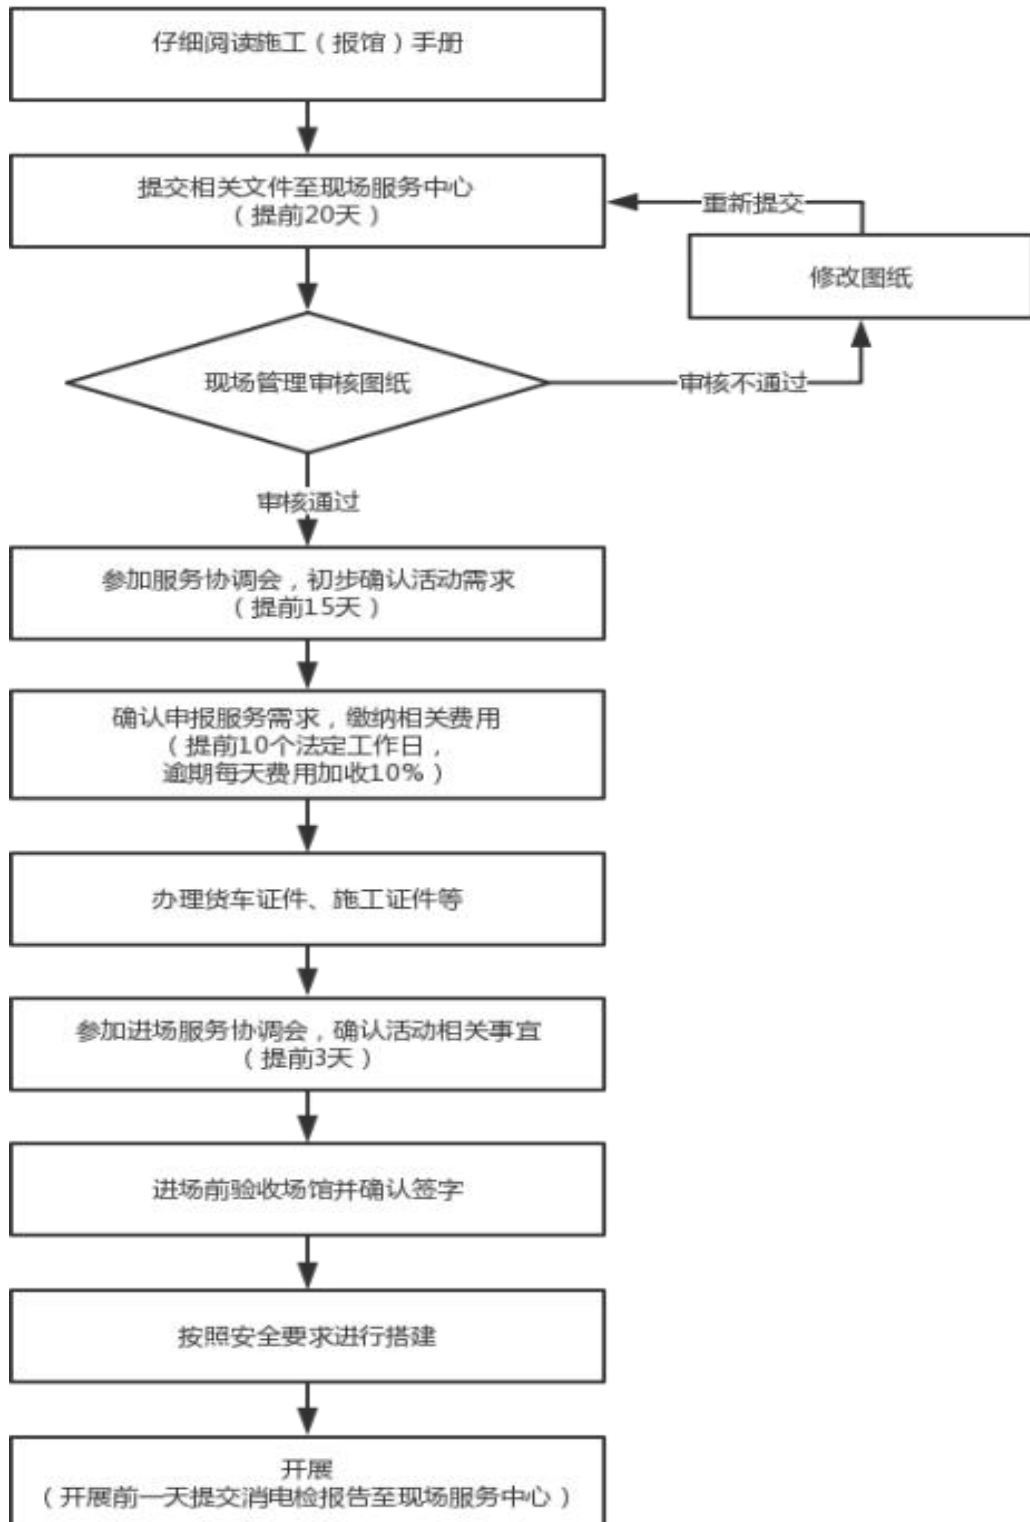 仔细阅读施工（报馆）手册
提交相关文件至现场服务中心
（提前20天）
重新提交
修改图纸
现场管理审核图纸
审核不通过
审核通过
参加服务协调会，初步确认活动需求
（提前15天）
确认申报服务需求，缴纳相关费用
（提前10个法定工作日，
逾期每天费用加收10%）
办理货车证件、施工证件等
参加进场服务协调会，确认活动相关事宜
（提前3天）
进场前验收场馆并确认签字
按照安全要求进行搭建
开展
（开展前一天提交消电检报告至现场服务中心）